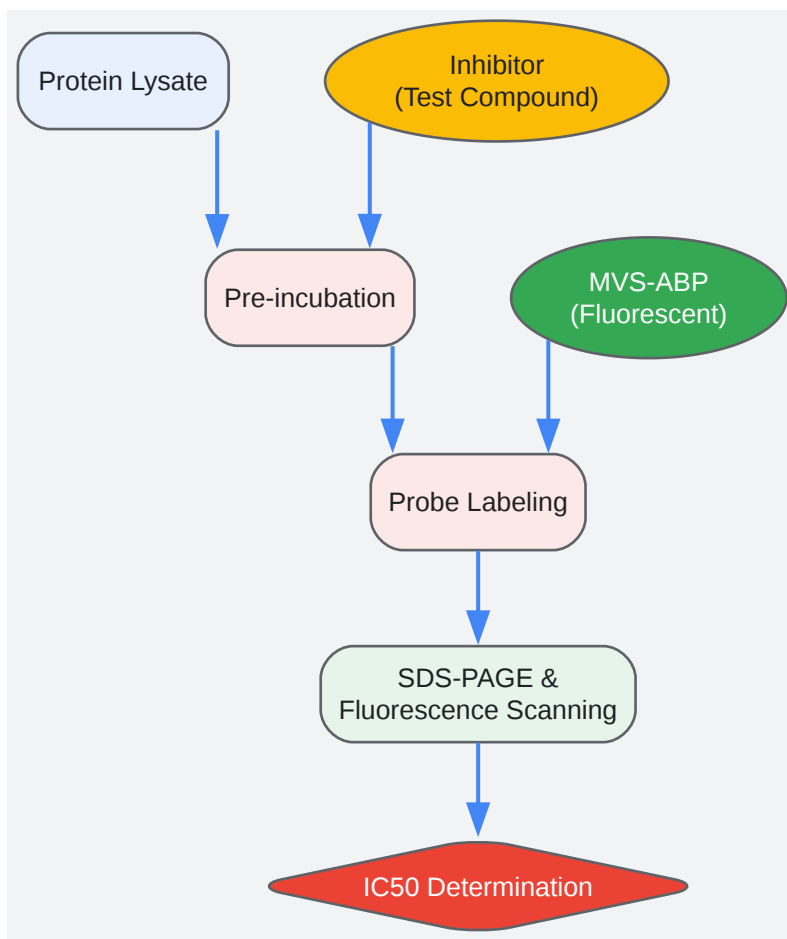 Protein Lysate
Inhibitor
(Test Compound)
Pre-incubation
MVS-ABP
(Fluorescent)
Probe Labeling
SDS-PAGE &
Fluorescence Scanning
IC50 Determination